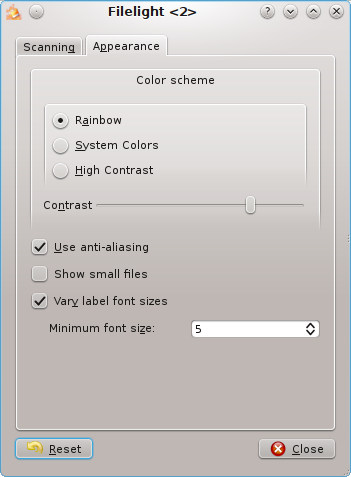 Filelight <2>
Scanning Appearance
Color scheme
Rainbow
System Colors
High Contrast
Contrast
Use anti-aliasing
Show small files
Vary label font sizes
Minimum font size: 5
Reset Close